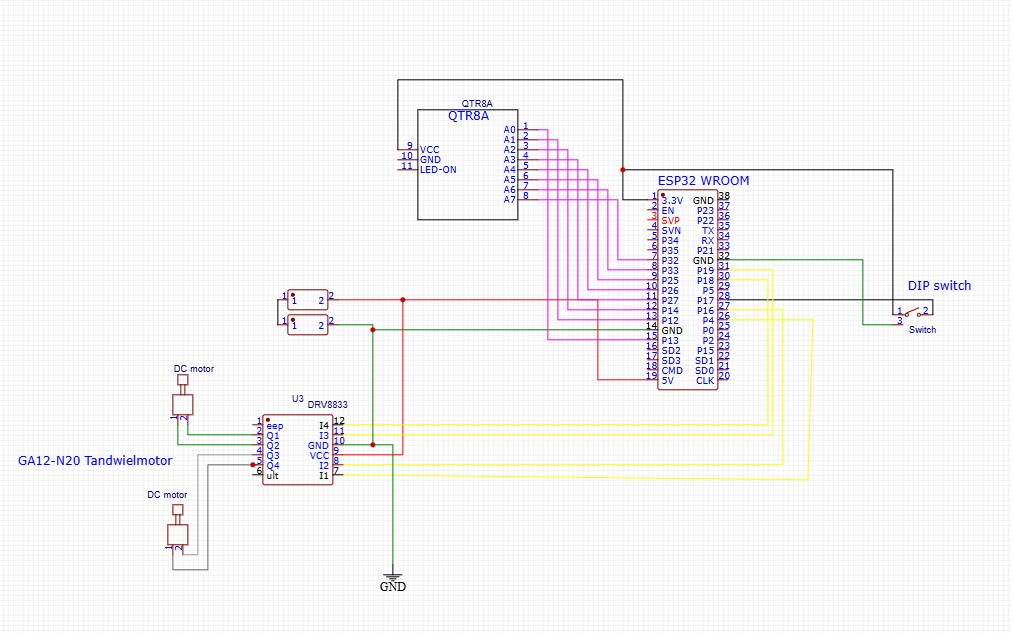 QTR8A
QTR8A
A0 1
A1 2
A2 3
A3 4
A4 5
A5 6
A6 7
A7 8
9 VCC
10 GND
11 LED-ON
ESP32 WROOM
1 3.3V GND 38
2 EN P23 37
3 SVP P22 36
4 SVN TX 35
5 P34 RX 34
6 P35 P21 33
7 P32 GND 32
8 P33 P19 31
9 P25 P18 30
10 P26 P5 29
11 P27 P17 28
12 P14 P16 27
13 P12 P4 26
14 GND P0 25
15 P13 P2 24
16 SD2 P15 23
17 SD3 SD1 22
18 CMD SD0 21
19 5V CLK 20
DIP switch
1 2
3
Switch
1 1 2 2
1 1 2 2
DC motor
1 2
U3
DRV8833
1 eep I4 12
2 Q1 I3 11
3 Q2 GND 10
4 Q3 VCC 9
5 Q4 I2 8
6 ult I1 7
GA12-N20 Tandwielmotor
DC motor
1 2
GND